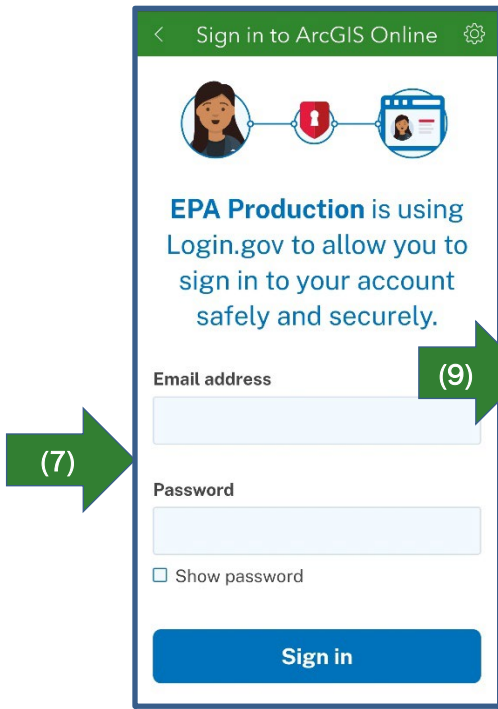 Sign in to ArcGIS Online
EPA Production is using
Login.gov to allow you to
sign in to your account
safely and securely.
Email address
(9)
(7)
Password
Show password
Sign in